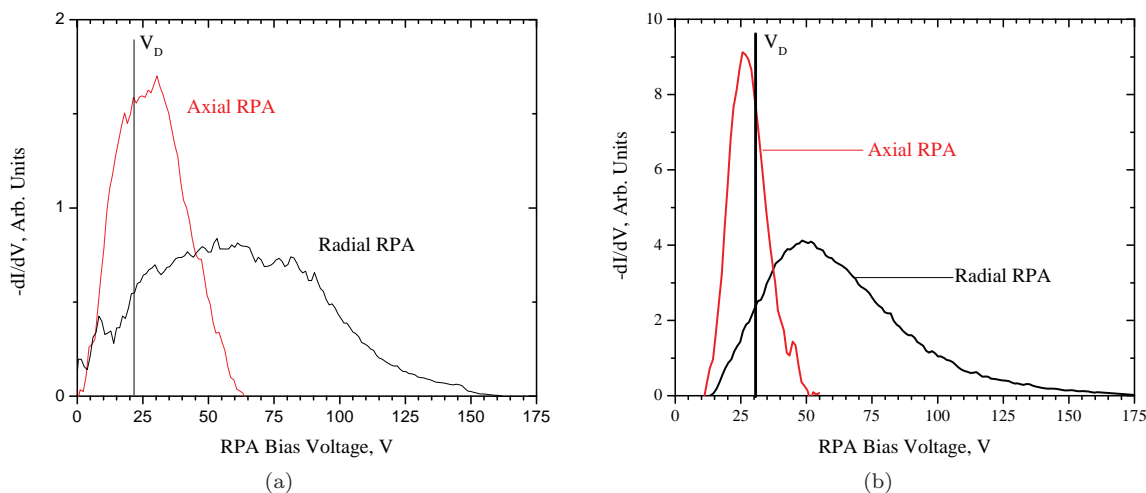 2
1
0
0 25 50 75 100 125 150 175
-dI/dV, Arb. Units
RPA Bias Voltage, V
V_D
Axial RPA
Radial RPA
(a)
10
8
6
4
2
0
0 25 50 75 100 125 150 175
-dI/dV, Arb. Units
RPA Bias Voltage, V
V_D
Axial RPA
Radial RPA
(b)